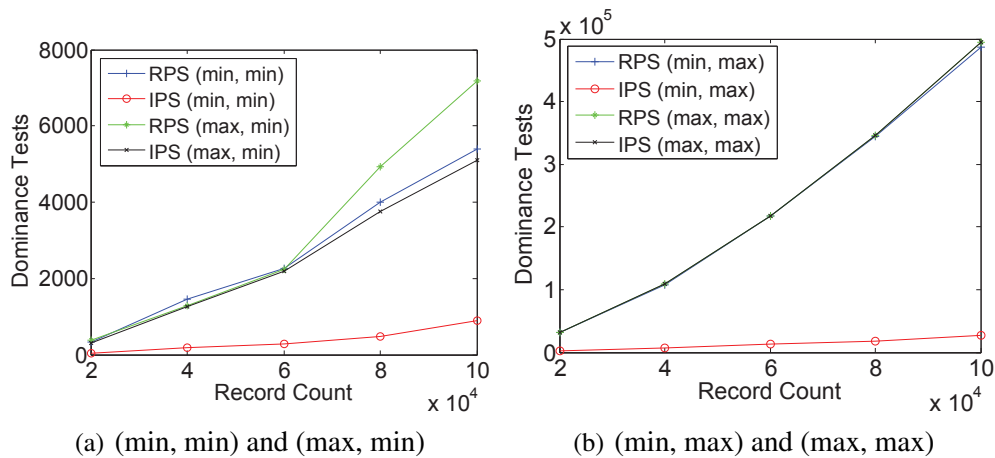 8000
6000
4000
2000
0
Dominance Tests
RPS (min, min)
IPS (min, min)
RPS (max, min)
IPS (max, min)
2
4
6
8
10
Record Count
x 10^4
(a) (min, min) and (max, min)
x 10^5
5
4
3
2
1
0
Dominance Tests
RPS (min, max)
IPS (min, max)
RPS (max, max)
IPS (max, max)
2
4
6
8
10
Record Count
x 10^4
(b) (min, max) and (max, max)